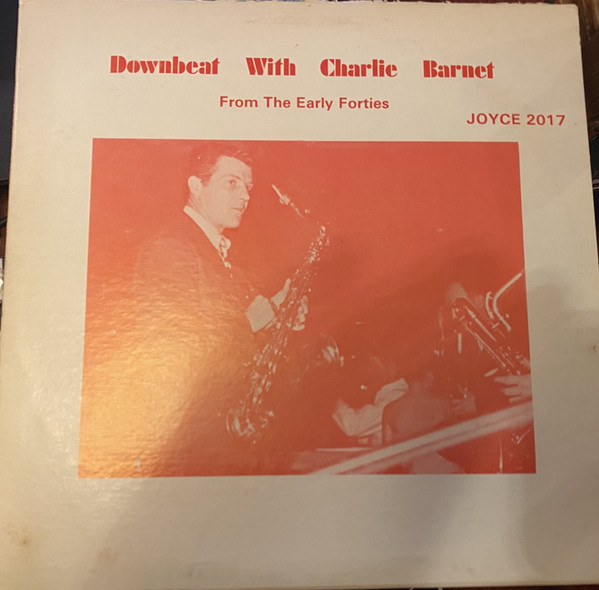 Downbeat With Charlie Barnet
From The Early Forties
JOYCE 2017